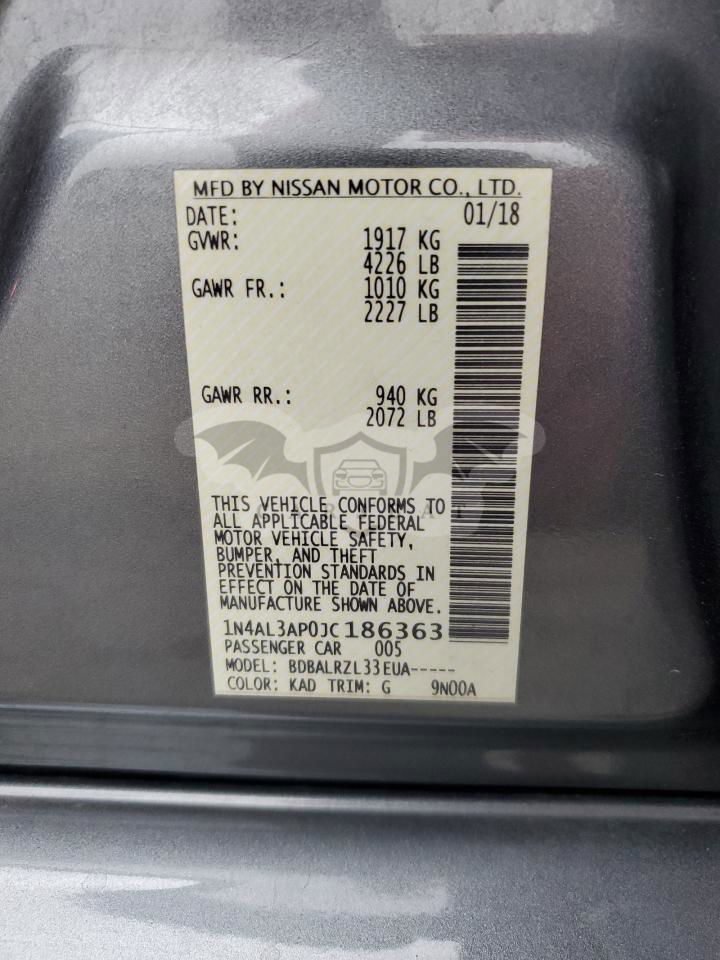 MFD BY NISSAN MOTOR CO., LTD.
DATE: 01/18
GVWR: 1917 KG
4226 LB
GAWR FR.: 1010 KG
2227 LB
GAWR RR.: 940 KG
2072 LB
THIS VEHICLE CONFORMS TO
ALL APPLICABLE FEDERAL
MOTOR VEHICLE SAFETY,
BUMPER, AND THEFT
PREVENTION STANDARDS IN
EFFECT ON THE DATE OF
MANUFACTURE SHOWN ABOVE.
1N4AL3AP0JC186363
PASSENGER CAR 005
MODEL: BDBALRZL33EUA-----
COLOR: KAD TRIM: G 9N00A